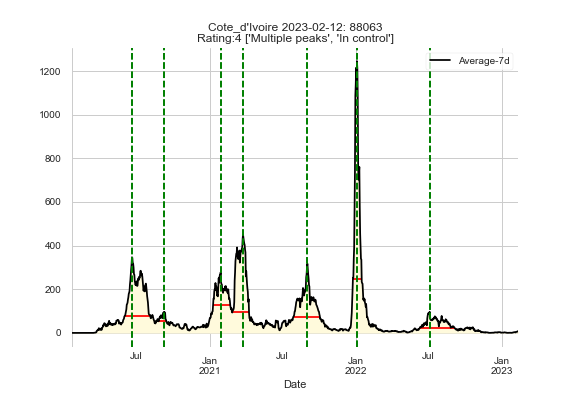 Cote_d'Ivoire 2023-02-12: 88063
Rating:4 ['Multiple peaks', 'In control']
Average-7d
1200
1000
800
600
400
200
0
Jul
Jan
2021
Jul
Jan
2022
Jul
Jan
2023
Date